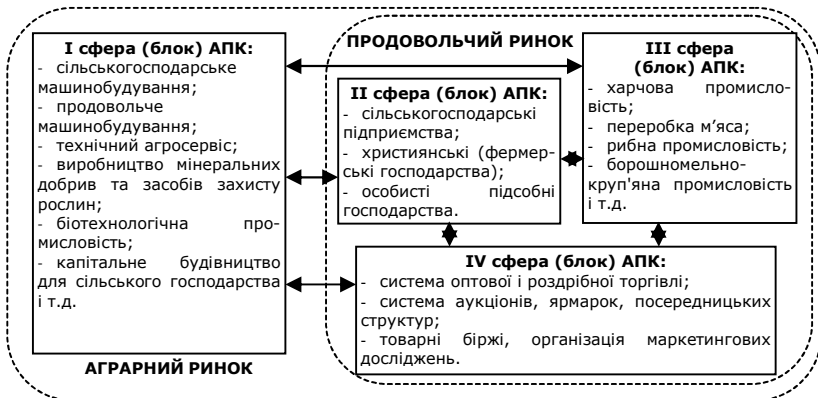 І сфера (блок) АПК:
- сільськогосподарське
машинобудування;
- продовольче
машинобудування;
- технічний агросервіс;
- виробництво мінеральних
добрив та засобів захисту
рослин;
- біотехнологічна про-
мисловість;
- капітальне будівництво
для сільського господарства
і т.д.
АГРАРНИЙ РИНОК
ПРОДОВОЛЬЧИЙ РИНОК
ІІ сфера (блок) АПК:
- сільськогосподарські
підприємства;
- християнські (фермер-
ські господарства);
- особисті підсобні
господарства.
ІІІ сфера
(блок) АПК:
- харчова промисло-
вість;
- переробка м’яса;
- рибна промисловість;
- борошномельно-
круп'яна промисловість
і т.д.
IV сфера (блок) АПК:
- система оптової і роздрібної торгівлі;
- система аукціонів, ярмарок, посередницьких
структур;
- товарні біржі, організація маркетингових
досліджень.